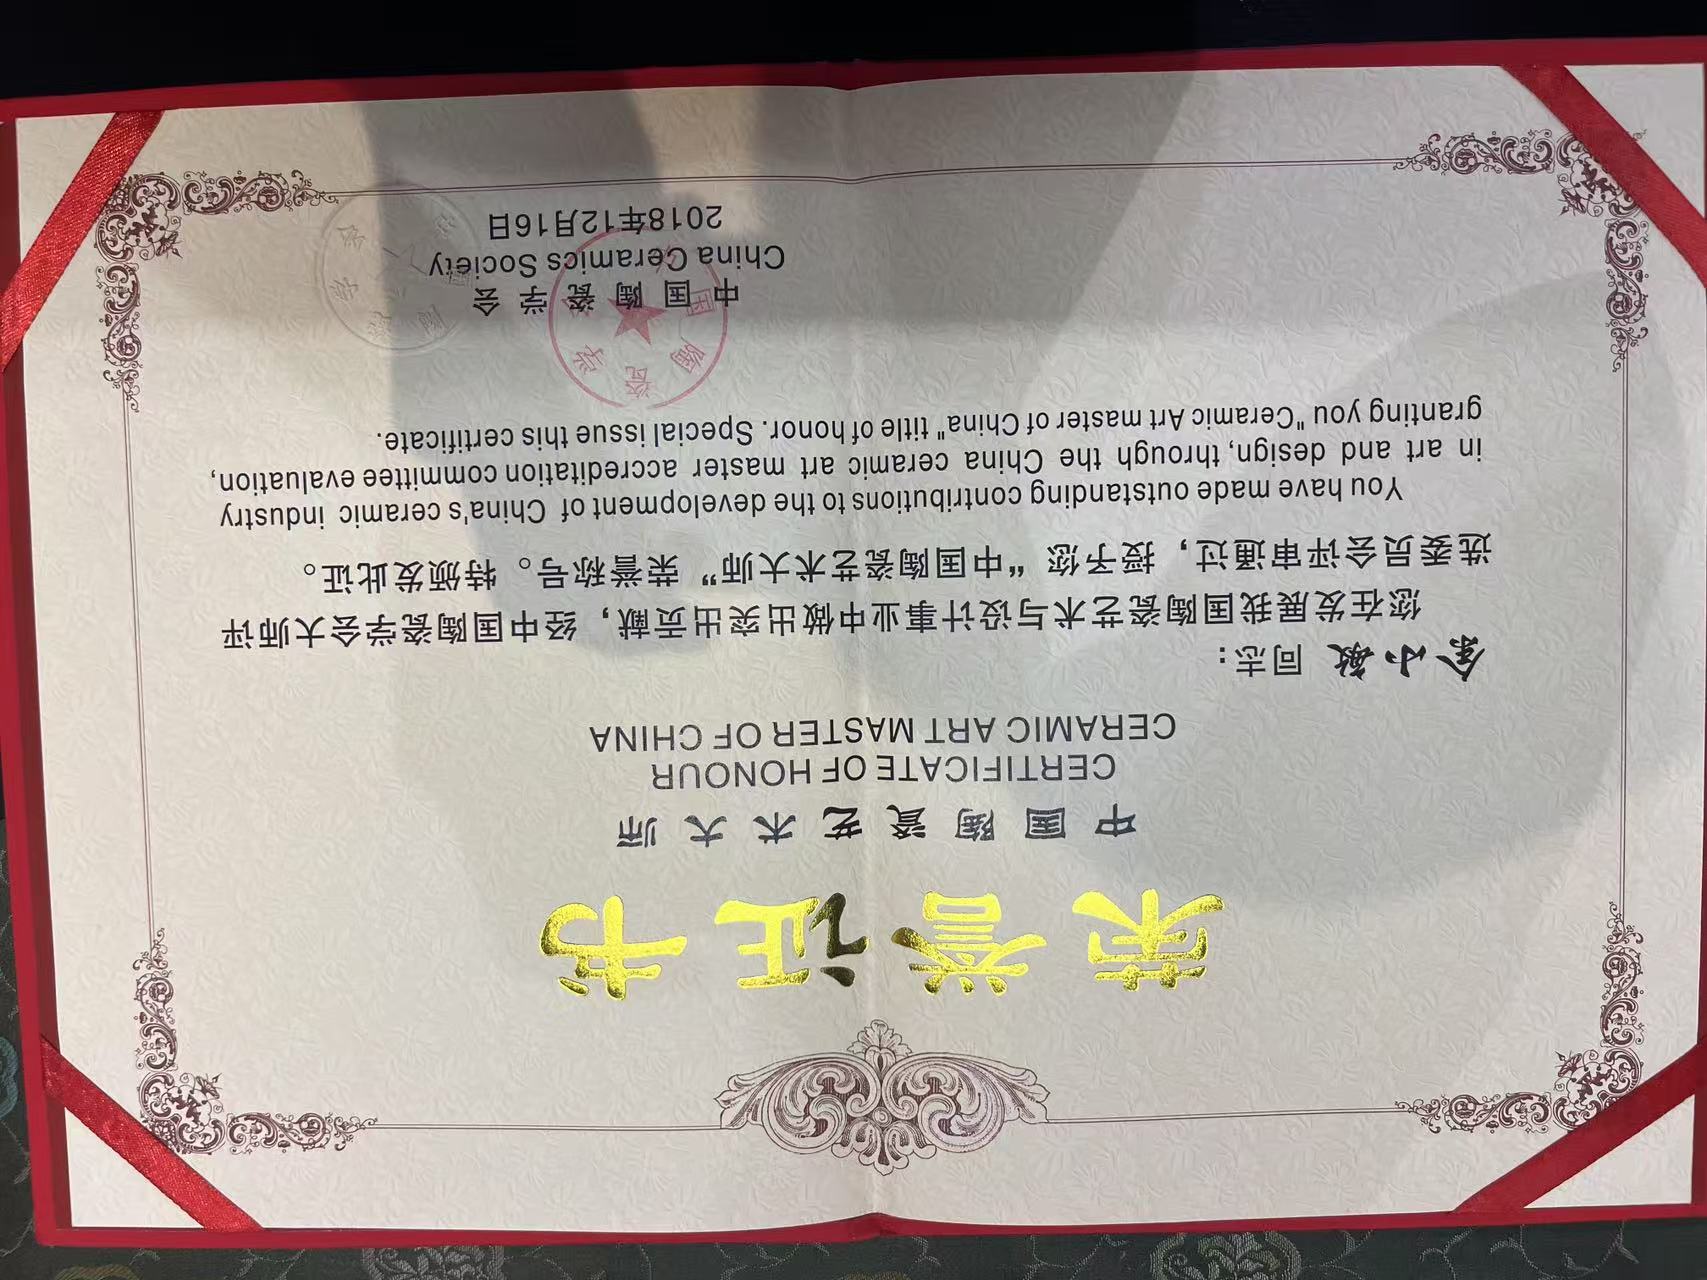 荣誉证书
中国陶瓷艺术大师
CERTIFICATE OF HONOUR
CERAMIC ART MASTER OF CHINA
余小敏 同志：
您在发展我国陶瓷艺术与设计事业中做出突出贡献，经中国陶瓷学会大师评
选委员会评审通过，授予您“中国陶瓷艺术大师”荣誉称号。特颁发此证。
You have made outstanding contributions to the development of China's ceramic industry
in art and design, through the China ceramic art master accreditation committee evaluation,
granting you "Ceramic Art master of China" title of honor. Special issue this certificate.
中国陶瓷学会
China Ceramics Society
2018年12月16日